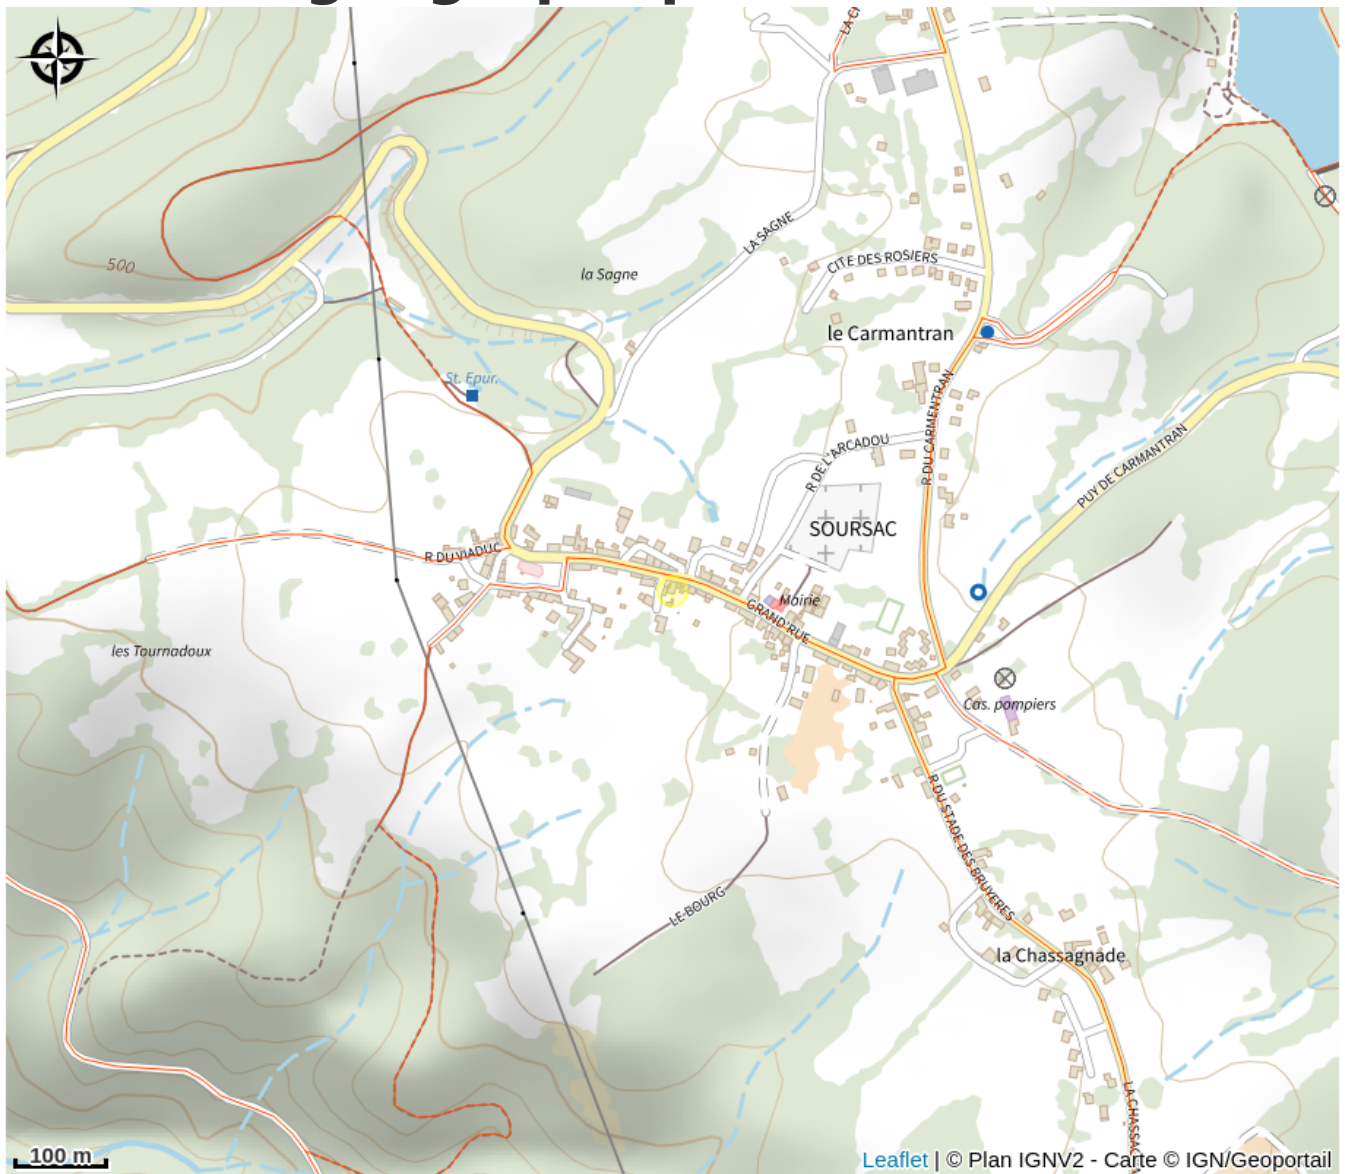 LA SAGNE
CITE DES ROSIERS
la Sagne
500
le Carmantran
St. Epur.
R DU CARMENTRAN
R DE L'ARCADOU
PUY DE CARMANTRAN
SOURSAC
R DU VIADUC
Mairie
GRAND'RUE
les Tournadoux
Cas. pompiers
R DU STADE DES BRUYERES
LE BOURG
la Chassagnade
100 m
Leaflet | © Plan IGNV2 - Carte © IGN/Geoportail